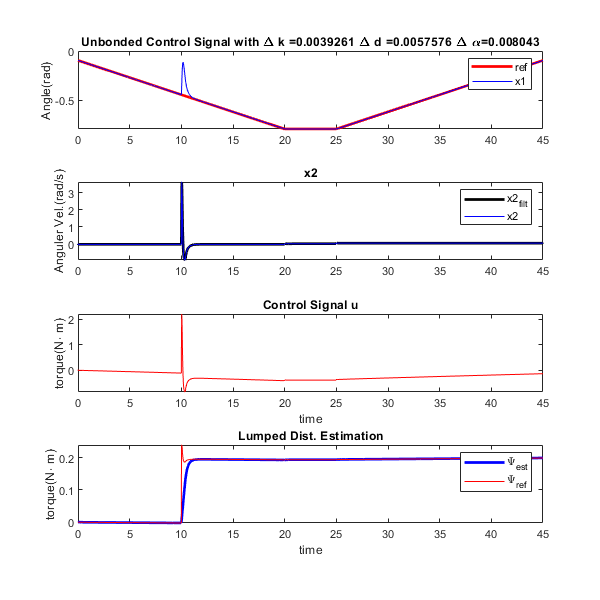 Unbonded Control Signal with Δ k =0.0039261 Δ d =0.0057576 Δ α=0.008043
Angle(rad)
0
-0.5
ref
x1
0 5 10 15 20 25 30 35 40 45
x2
Anguler Vel.(rad/s)
3
2
1
0
x2filt
x2
0 5 10 15 20 25 30 35 40 45
Control Signal u
torque(N· m)
2
1
0
0 5 10 15 20 25 30 35 40 45
time
Lumped Dist. Estimation
torque(N· m)
0.2
0.1
0
Ψest
Ψref
0 5 10 15 20 25 30 35 40 45
time